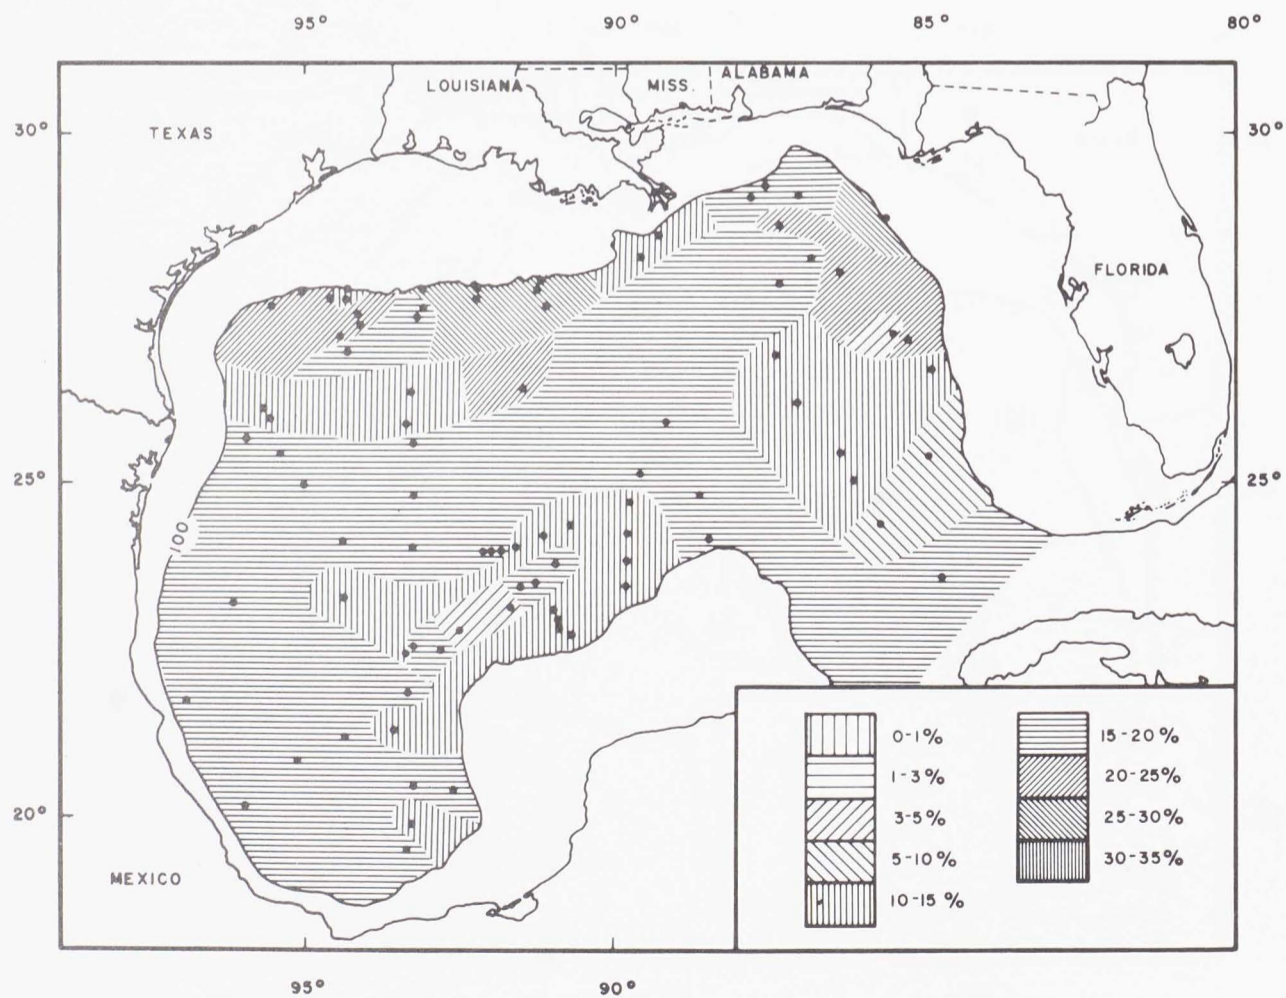 95° 90° 85° 80°
LOUISIANA MISS. ALABAMA
30° TEXAS 30°
FLORIDA
25° 25°
100
20°
MEXICO
0-1%
1-3%
3-5%
5-10%
10-15%
15-20%
20-25%
25-30%
30-35%
95° 90°